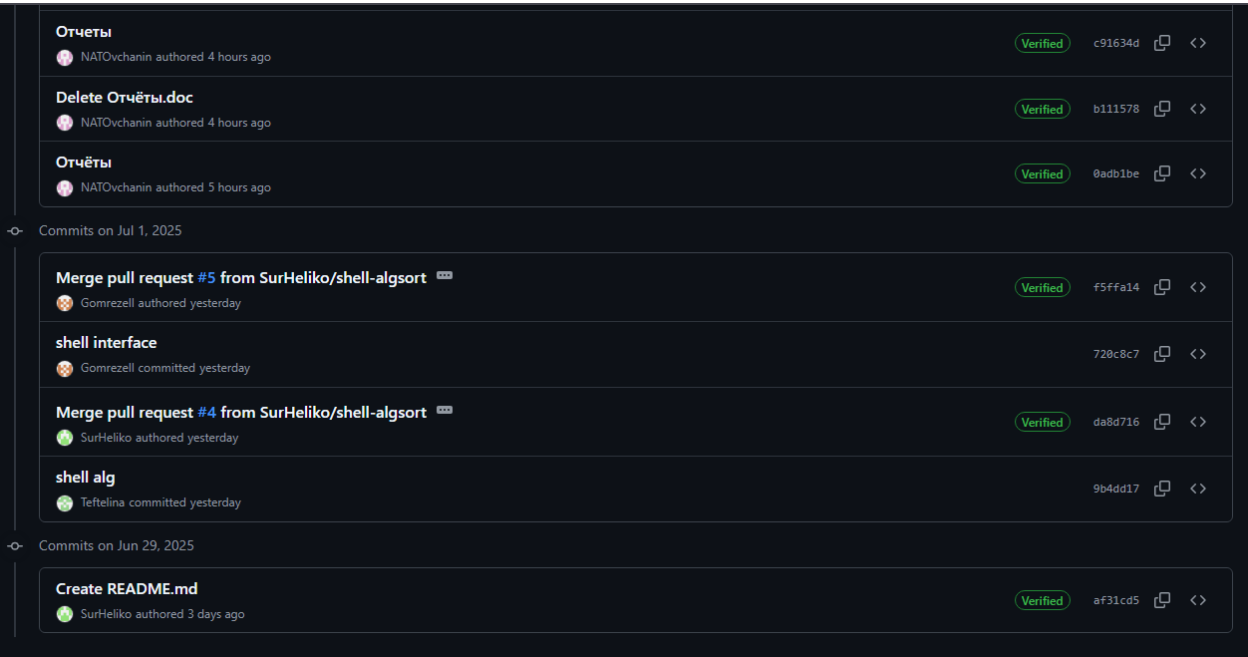 Отчеты
NATOvchanin authored 4 hours ago
Verified
c91634d
Delete Отчёты.doc
NATOvchanin authored 4 hours ago
Verified
b111578
Отчёты
NATOvchanin authored 5 hours ago
Verified
0adb1be
Commits on Jul 1, 2025
Merge pull request #5 from SurHeliko/shell-algsort
Gomrezell authored yesterday
Verified
f5ffa14
shell interface
Gomrezell committed yesterday
720c8c7
Merge pull request #4 from SurHeliko/shell-algsort
SurHeliko authored yesterday
Verified
da8d716
shell alg
Teftelina committed yesterday
9b4dd17
Commits on Jun 29, 2025
Create README.md
SurHeliko authored 3 days ago
Verified
af31cd5